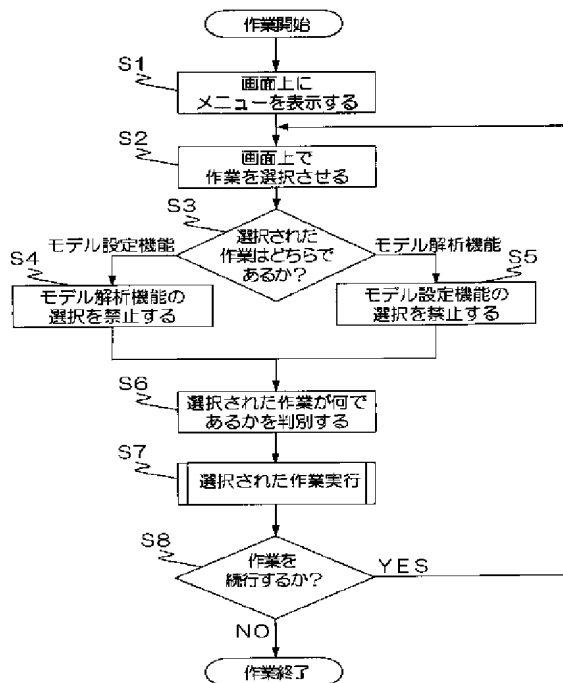 作業開始
S1
画面上に
メニューを表示する
S2
画面上で
作業を選択させる
S3
選択された
作業はどちらで
あるか？
モデル設定機能
モデル解析機能
S4
モデル解析機能の
選択を禁止する
S5
モデル設定機能の
選択を禁止する
S6
選択された作業が何で
あるかを判別する
S7
選択された作業実行
S8
作業を
続行するか？
YES
NO
作業終了